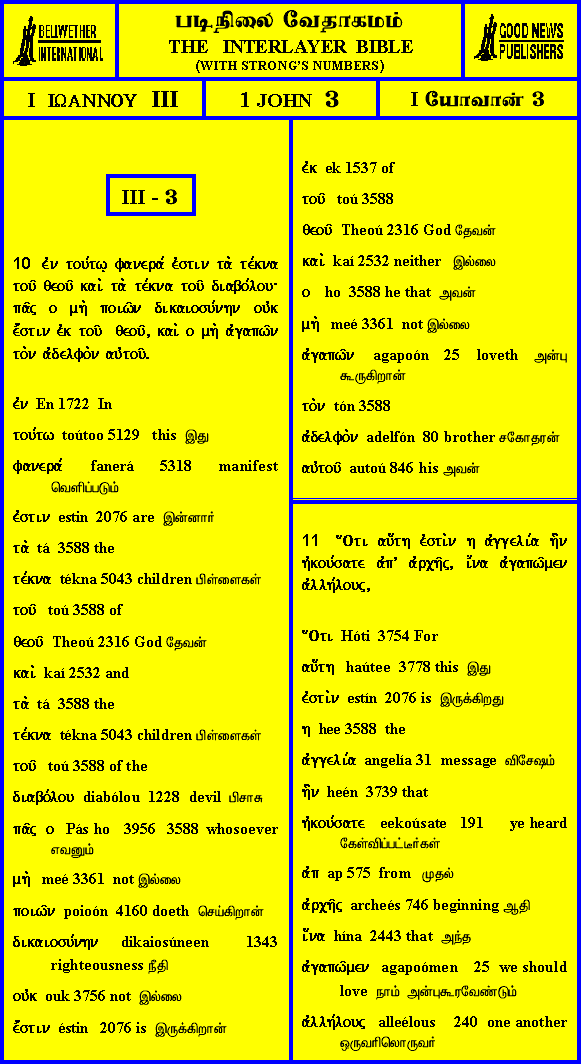 BELLWETHER
INTERNATIONAL
படிநிலை வேதாகமம்
THE INTERLAYER BIBLE
(WITH STRONG'S NUMBERS)
GOOD NEWS
PUBLISHERS
I ΙΩΑΝΝΟΥ III
1 JOHN 3
I யோவான் 3
III - 3
10 ἐν τούτῳ φανερά ἐστιν τὰ τέκνα
τοῦ θεοῦ καὶ τὰ τέκνα τοῦ διαβόλου·
πᾶς ο μὴ ποιῶν δικαιοσύνην οὐκ
ἔστιν ἐκ τοῦ θεοῦ, καὶ ο μὴ ἀγαπῶν
τὸν ἀδελφὸν αὐτοῦ.
ἐν En 1722 In
τούτω toútoo 5129 this இது
φανερά fanerá 5318 manifest
வெளிப்படும்
ἐστιν estin 2076 are இன்னார்
τὰ tá 3588 the
τέκνα tékna 5043 children பிள்ளைகள்
τοῦ toú 3588 of
θεοῦ Theoú 2316 God தேவன்
καὶ kaí 2532 and
τὰ tá 3588 the
τέκνα tékna 5043 children பிள்ளைகள்
τοῦ toú 3588 of the
διαβόλου diabólou 1228 devil பிசாசு
πᾶς ο Pás ho 3956 3588 whosoever
எவனும்
μὴ meé 3361 not இல்லை
ποιῶν poioón 4160 doeth செய்கிறான்
δικαιοσύνην dikaiosúneen 1343
righteousness நீதி
οὐκ ouk 3756 not இல்லை
ἔστιν éstin 2076 is இருக்கிறான்
ἐκ ek 1537 of
τοῦ toú 3588
θεοῦ Theoú 2316 God தேவன்
καὶ kaí 2532 neither இல்லை
ο ho 3588 he that அவன்
μὴ meé 3361 not இல்லை
ἀγαπῶν agapoón 25 loveth அன்பு
கூருகிறான்
τὸν tón 3588
ἀδελφὸν adelfón 80 brother சகோதரன்
αὐτοῦ autoú 846 his அவன்
11 Ὅτι αὕτη ἐστὶν η ἀγγελία ἣν
ἠκούσατε ἀπ' ἀρχῆς, ἵνα ἀγαπῶμεν
ἀλλήλους,
Ὅτι Hóti 3754 For
αὕτη haútee 3778 this இது
ἐστὶν estín 2076 is இருக்கிறது
η hee 3588 the
ἀγγελία angelía 31 message விசேஷம்
ἣν heén 3739 that
ἠκούσατε eekoúsate 191 ye heard
கேள்விப்பட்டீர்கள்
ἀπ ap 575 from முதல்
ἀρχῆς archeés 746 beginning ஆதி
ἵνα hína 2443 that அந்த
ἀγαπῶμεν agapoómen 25 we should
love நாம் அன்புகூரவேண்டும்
ἀλλήλους alleélous 240 one another
ஒருவரிலொருவர்